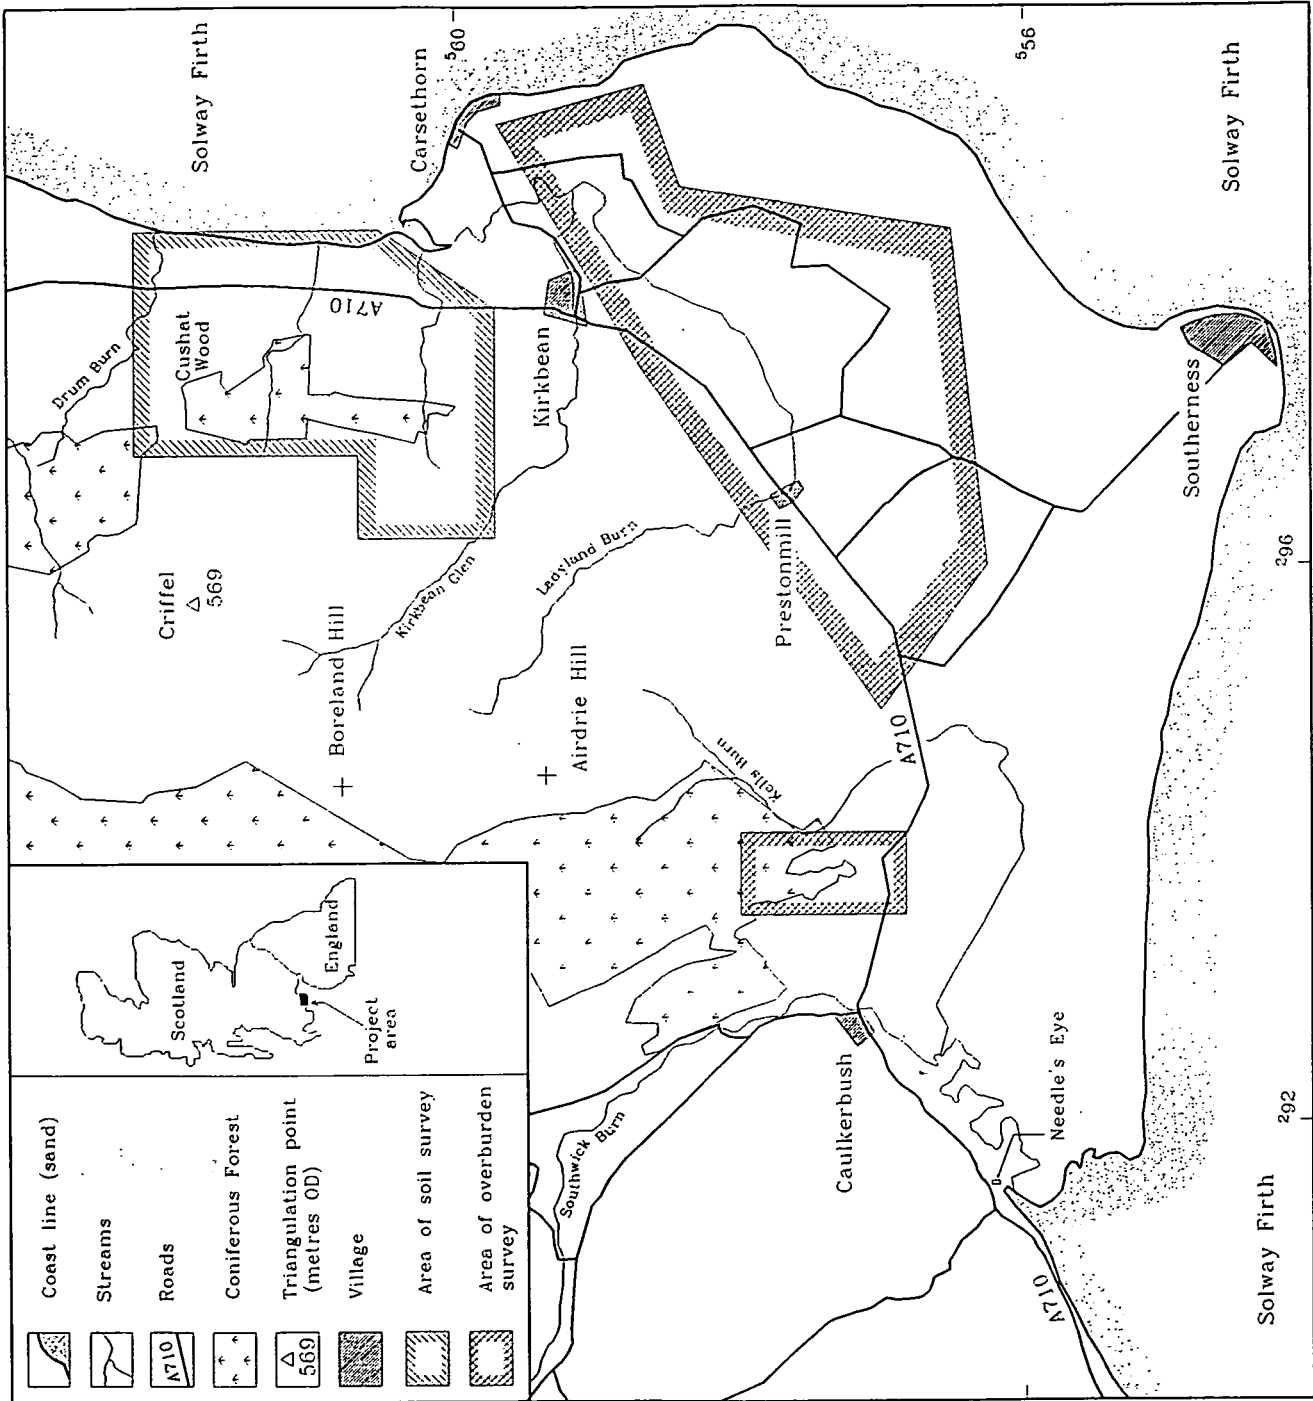 Coast line (sand)
Streams
A710
Roads
Coniferous Forest
569
Triangulation point
(metres OD)
Village
Area of soil survey
Area of overburden
survey
Scotland
England
Project
area
Solway Firth
Carsethorn
560
556
Solway Firth
Drum Burn
Cushat
Wood
A710
Kirkbean
Criffel
569
Boreland Hill
Kirkbean Glen
Ladyland Burn
Airdrie Hill
Prestonmill
Southerness
296
Kells Burn
A710
Southwick Burn
Caulkerbush
Needle's Eye
292
A710
Solway Firth